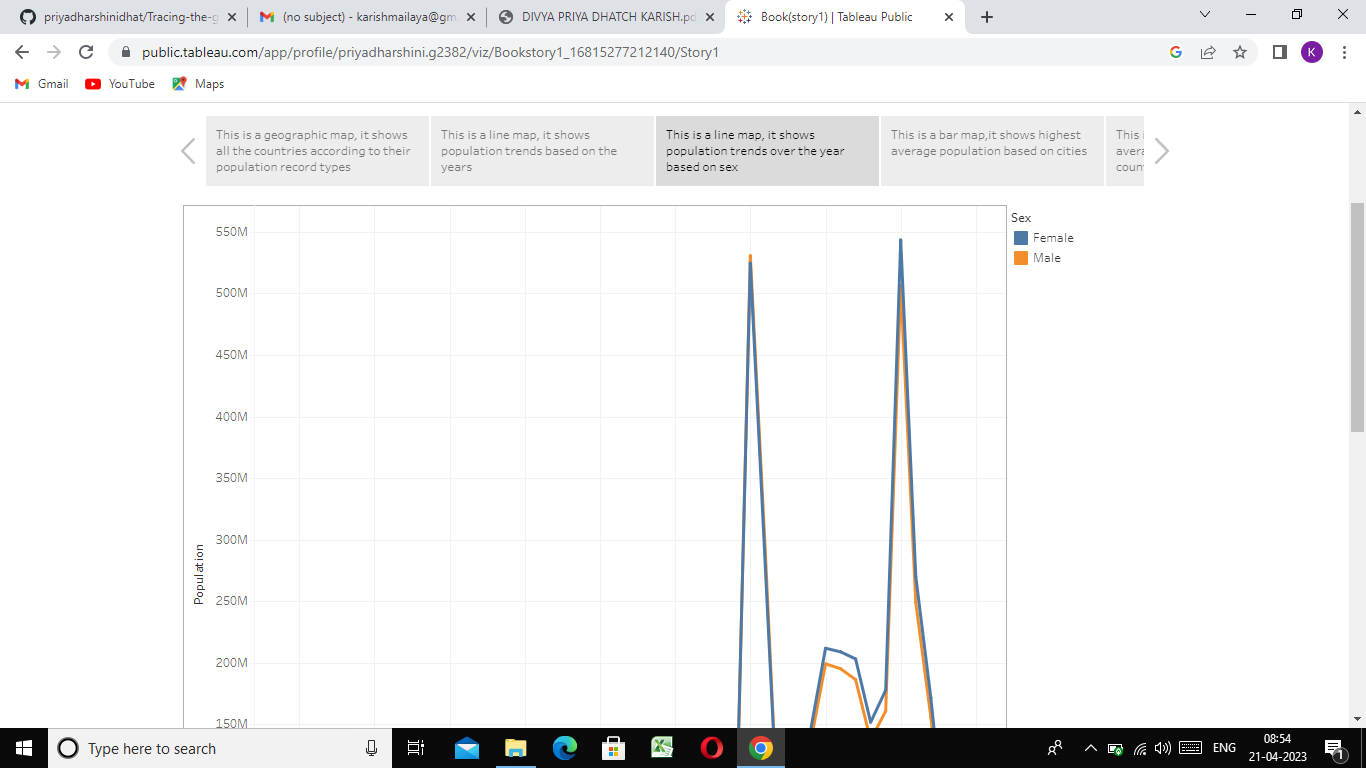 priyadharshinidhat/Tracing-the-g
(no subject) - karishmailaya@gm
DIVYA PRIYA DHATCH KARISH.pd
Book(story1) | Tableau Public
public.tableau.com/app/profile/priyadharshini.g2382/viz/Bookstory1_16815277212140/Story1
K
Gmail
YouTube
Maps
This is a geographic map, it shows
all the countries according to their
population record types
This is a line map, it shows
population trends based on the
years
This is a line map, it shows
population trends over the year
based on sex
This is a bar map,it shows highest
average population based on cities
This i
avera
coun
Sex
Female
Male
550M
500M
450M
400M
350M
300M
250M
200M
150M
Population
Type here to search
ENG
08:54
21-04-2023
1